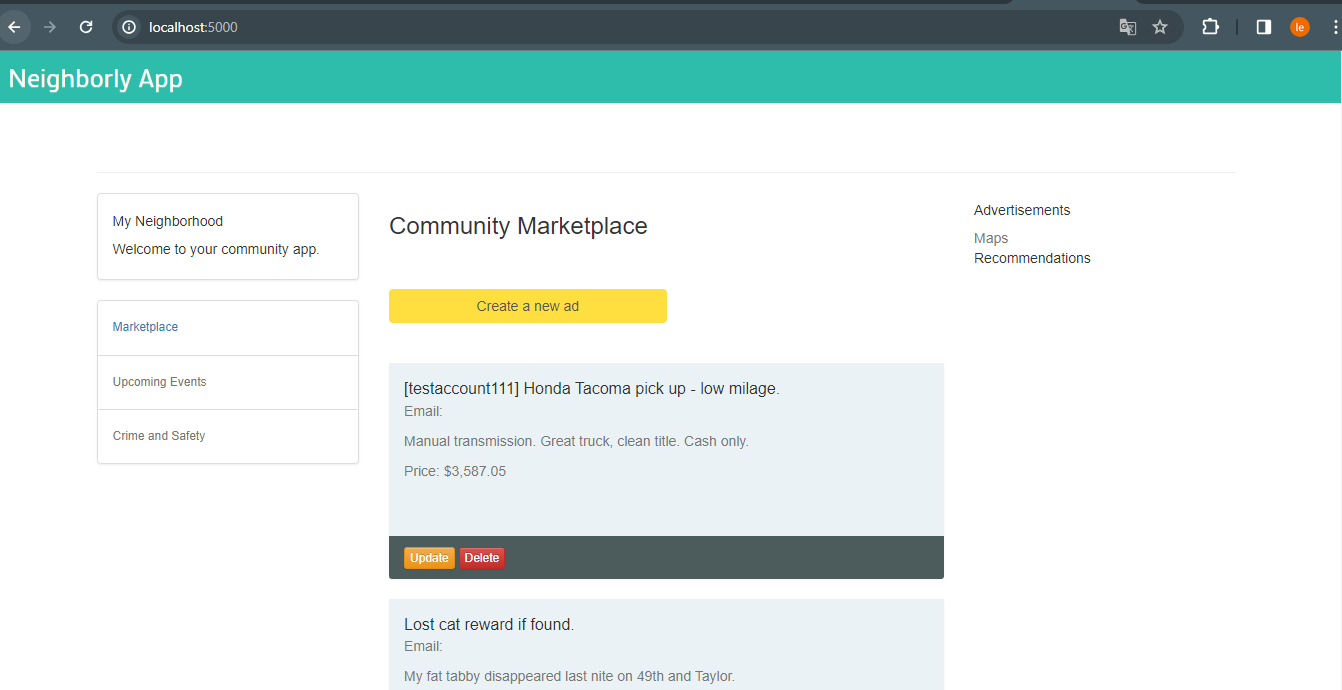 localhost:5000
le
Neighborly App
My Neighborhood
Welcome to your community app.
Marketplace
Upcoming Events
Crime and Safety
Community Marketplace
Create a new ad
[testaccount111] Honda Tacoma pick up - low milage.
Email:
Manual transmission. Great truck, clean title. Cash only.
Price: $3,587.05
Update Delete
Lost cat reward if found.
Email:
My fat tabby disappeared last nite on 49th and Taylor.
Advertisements
Maps
Recommendations